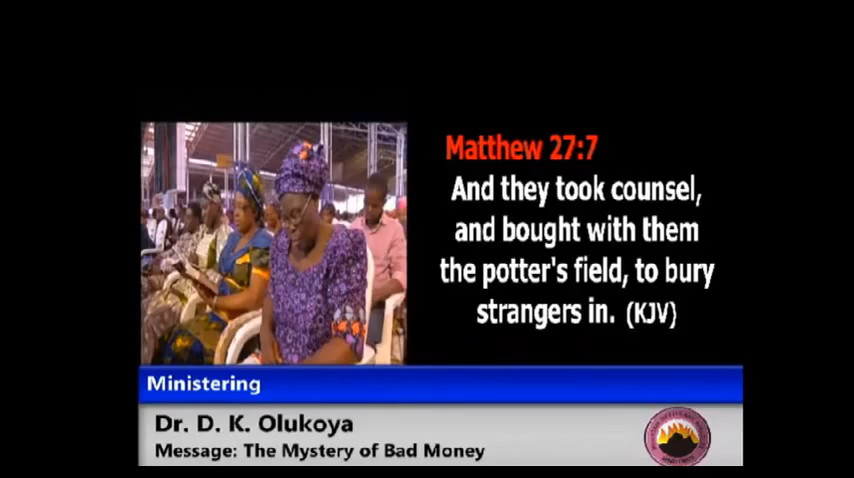 Matthew 27:7
And they took counsel,
and bought with them
the potter's field, to bury
strangers in. (KJV)
Ministering
Dr. D. K. Olukoya
Message: The Mystery of Bad Money